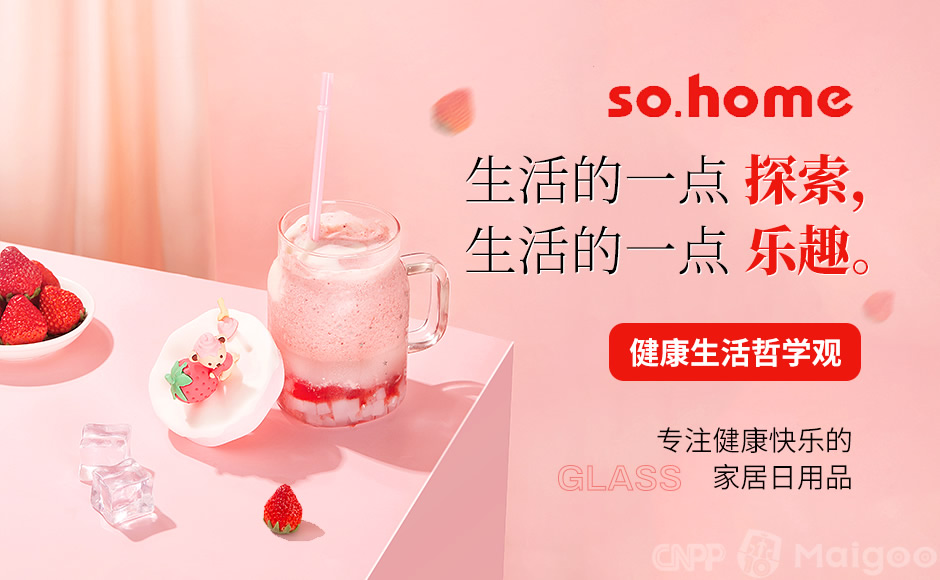 so.home
生活的一点 探索，
生活的一点 乐趣。
健康生活哲学观
专注健康快乐的
GLASS 家居日用品
CNPP Maigoo